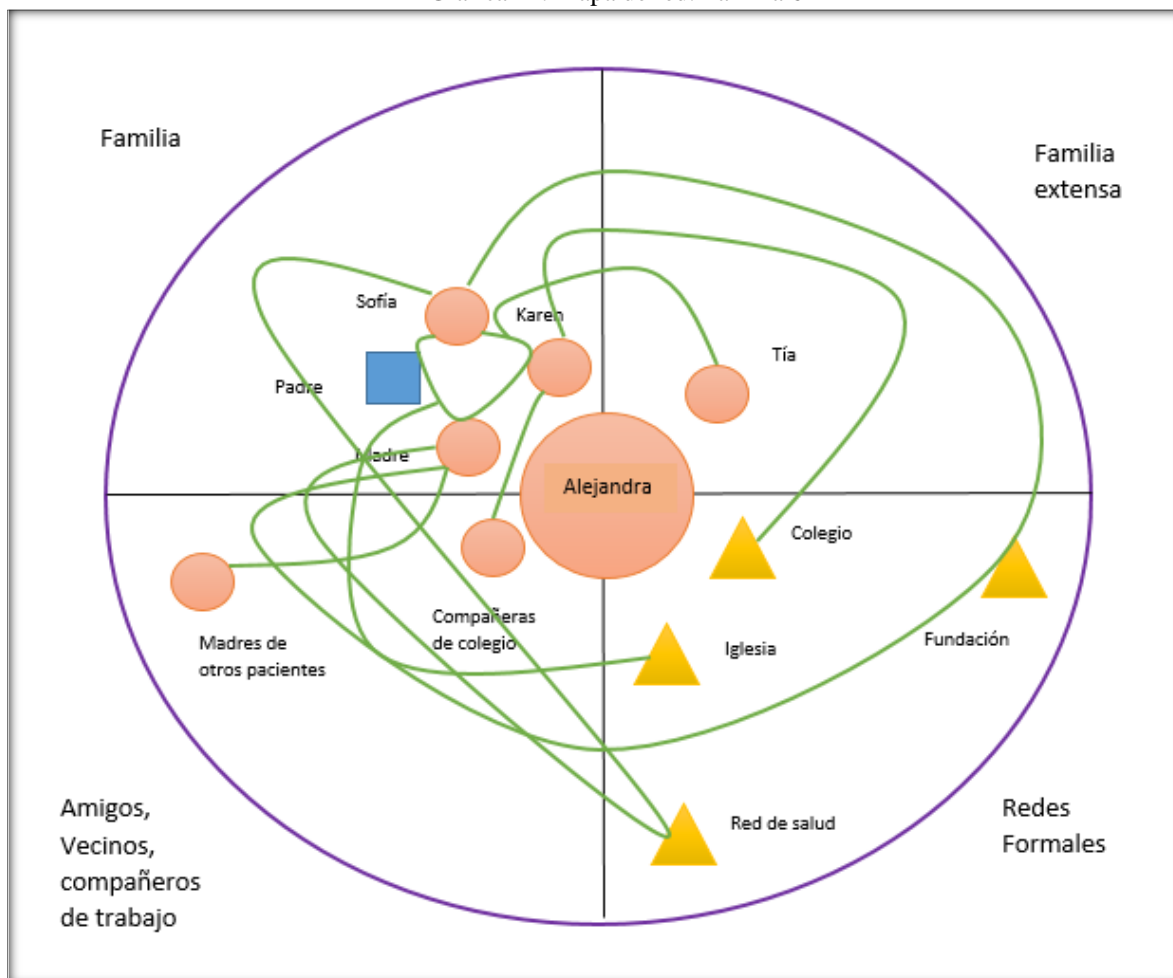 Familia
Familia
extensa
Sofía
Karen
Tía
Padre
Madre
Alejandra
Colegio
Madres de
otros pacientes
Compañeras
de colegio
Iglesia
Fundación
Amigos,
Vecinos,
compañeros
de trabajo
Red de salud
Redes
Formales